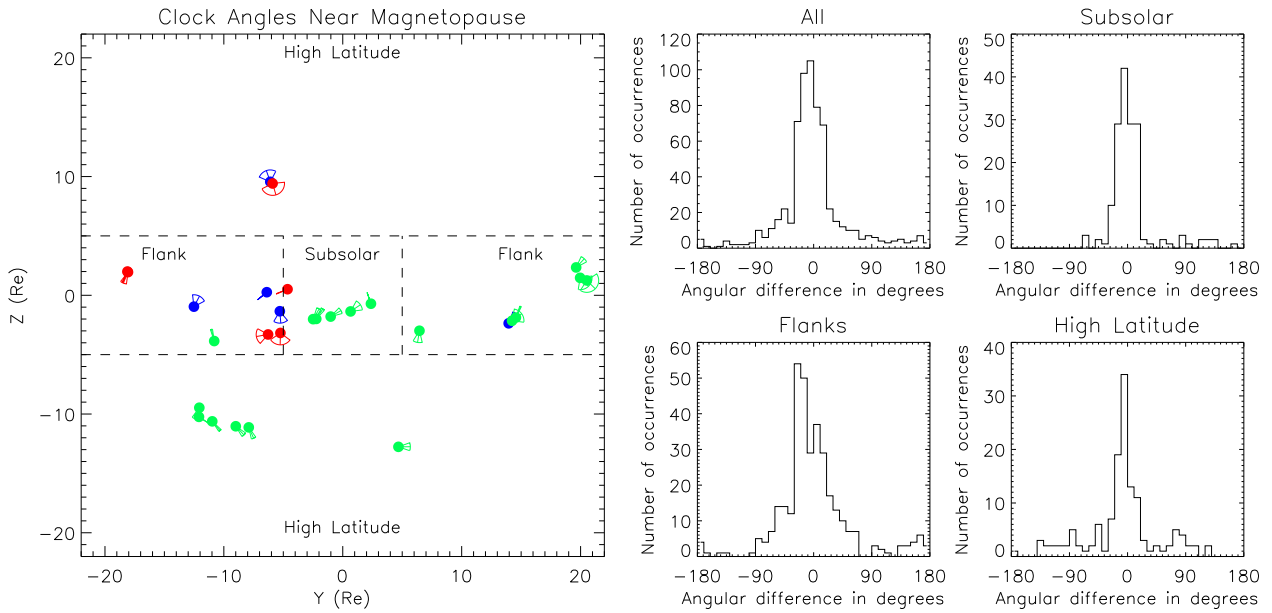 Clock Angles Near Magnetopause
High Latitude
Flank
Subsolar
Flank
High Latitude
20
10
0
−10
−20
Z (Re)
−20
−10
0
10
20
Y (Re)
All
Number of occurrences
120
100
80
60
40
20
0
−180
−90
0
90
180
Angular difference in degrees
Subsolar
Number of occurrences
50
40
30
20
10
0
−180
−90
0
90
180
Angular difference in degrees
Flanks
Number of occurrences
60
50
40
30
20
10
0
−180
−90
0
90
180
Angular difference in degrees
High Latitude
Number of occurrences
40
30
20
10
0
−180
−90
0
90
180
Angular difference in degrees